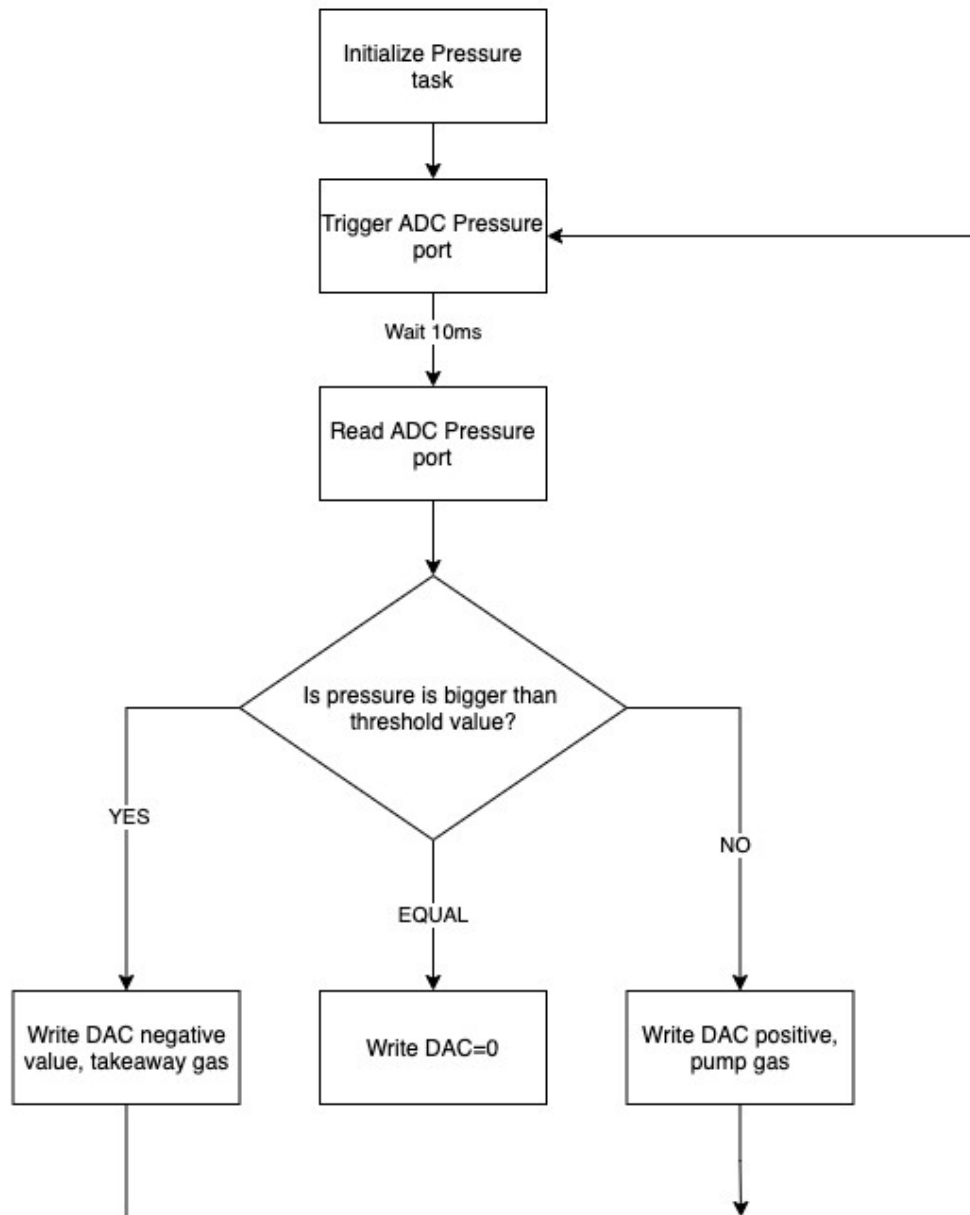 Initialize Pressure
task
Trigger ADC Pressure
port
Wait 10ms
Read ADC Pressure
port
Is pressure is bigger than
threshold value?
YES
NO
EQUAL
Write DAC negative
value, takeaway gas
Write DAC=0
Write DAC positive,
pump gas